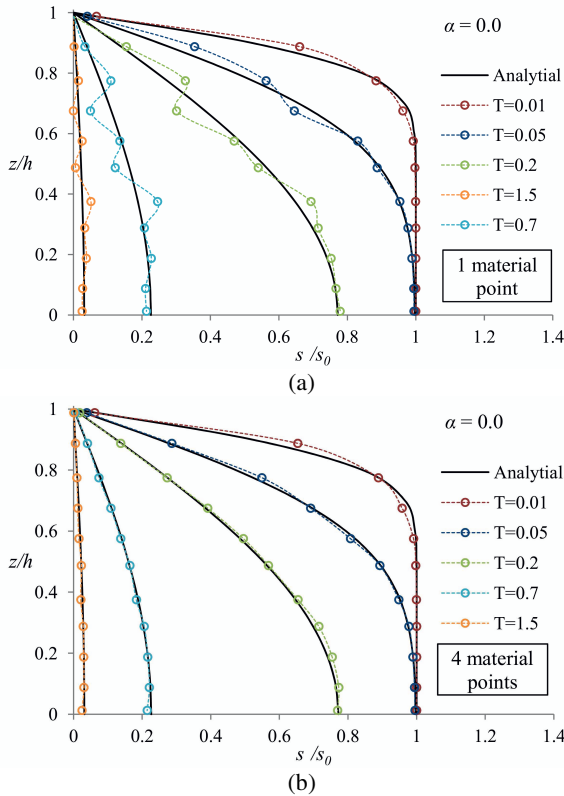 α = 0.0
1
0.8
0.6
z/h
0.4
0.2
0
Analytial
T=0.01
T=0.05
T=0.2
T=1.5
T=0.7
1 material
point
0 0.2 0.4 0.6 0.8 1 1.2 1.4
s /s0
(a)
α = 0.0
1
0.8
0.6
z/h
0.4
0.2
0
Analytial
T=0.01
T=0.05
T=0.2
T=0.7
T=1.5
4 material
points
0 0.2 0.4 0.6 0.8 1 1.2 1.4
s /s0
(b)